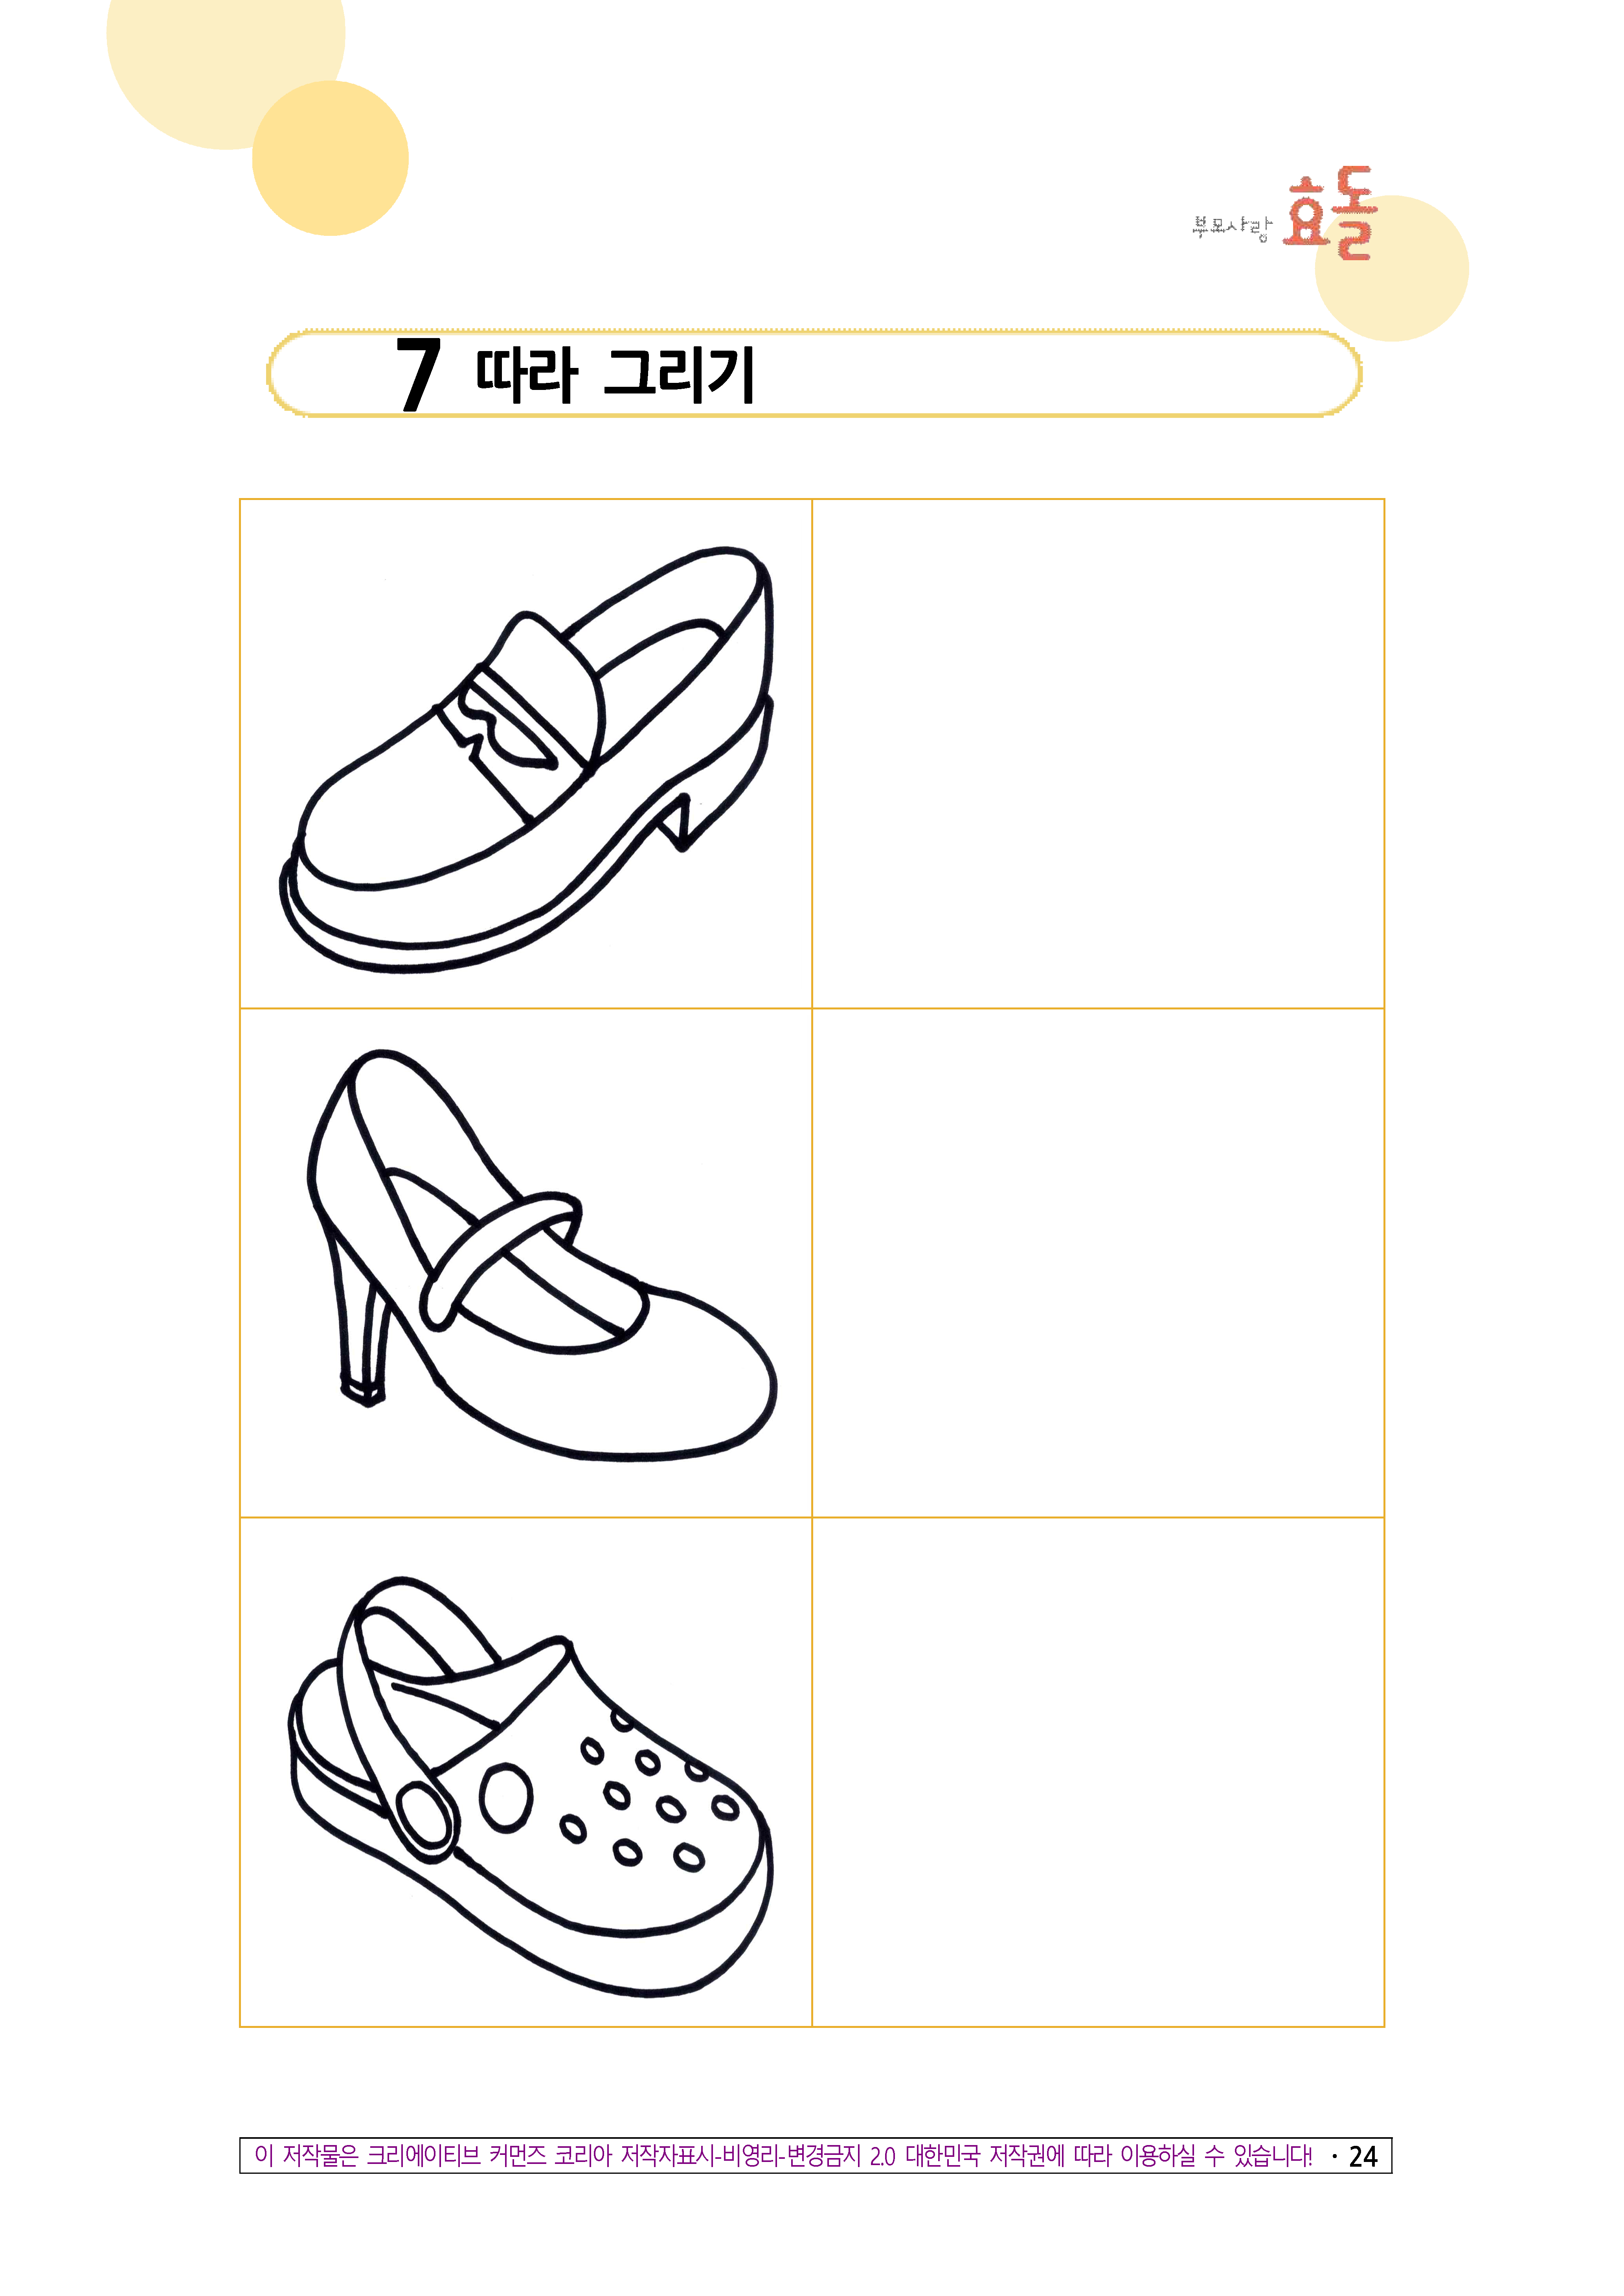 부모사랑 효돌
7 따라 그리기
이 저작물은 크리에이티브 커먼즈 코리아 저작자표시-비영리-변경금지 2.0 대한민국 저작권에 따라 이용하실 수 있습니다! · 24